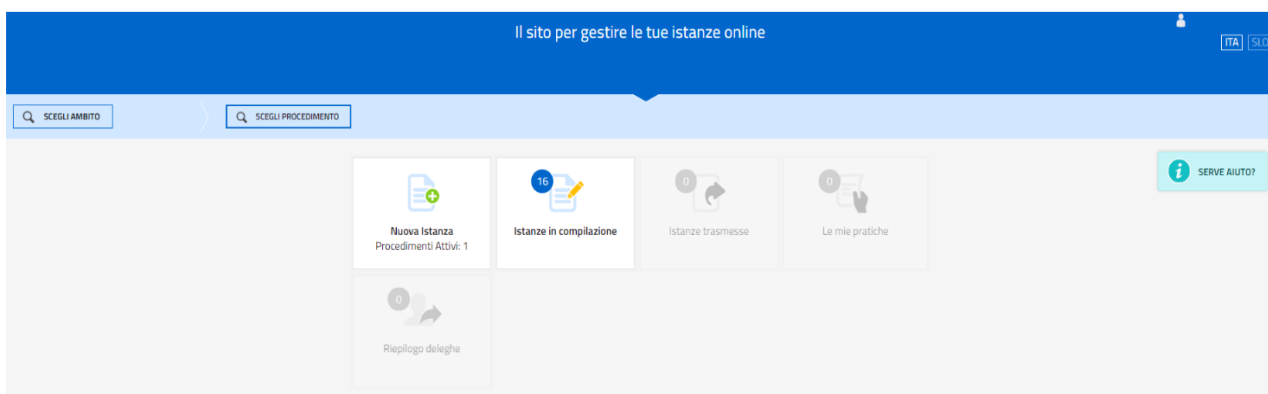 Il sito per gestire le tue istanze online
ITA SLO
SCEGLI AMBITO
SCEGLI PROCEDIMENTO
SERVE AIUTO?
16
0
0
Nuova Istanza
Procedimenti Attivi: 1
Istanze in compilazione
Istanze trasmesse
Le mie pratiche
0
Riepilogo deleghe